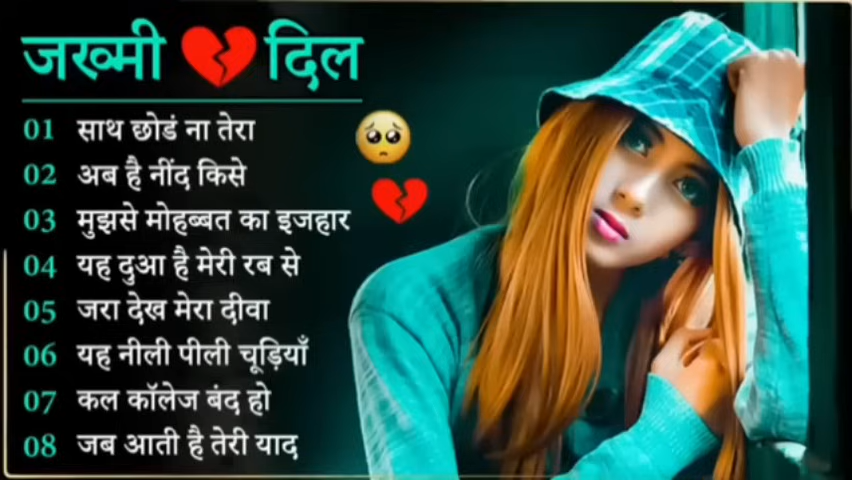 जख्मी 💔 दिल
01 साथ छोडं ना तेरा
02 अब है नींद किसे
03 मुझसे मोहब्बत का इजहार
04 यह दुआ है मेरी रब से
05 जरा देख मेरा दीवा
06 यह नीली पीली चूड़ियाँ
07 कल कॉलेज बंद हो
08 जब आती है तेरी याद